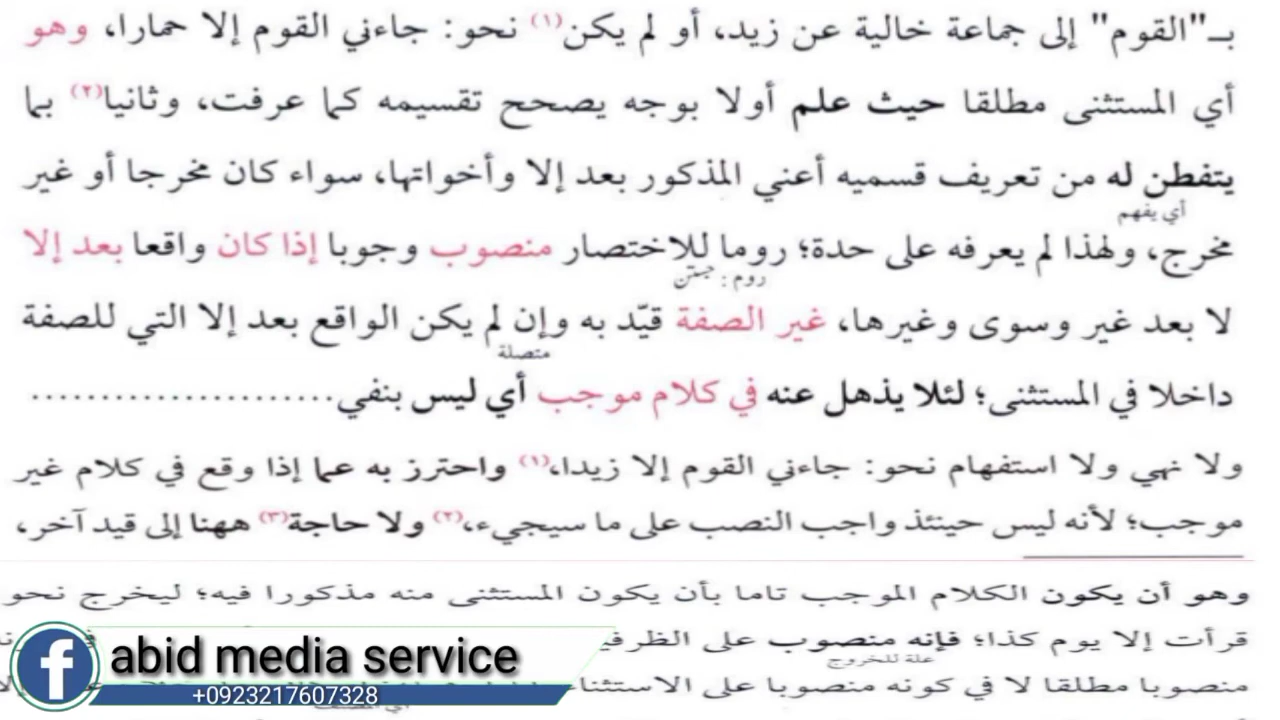 بـ"القوم" إلى جماعة خالية عن زيد، أو لم يكن(١) نحو: جاءني القوم إلا حمارا، وهو
أي المستثنى مطلقا حيث علم أولا بوجه يصحح تقسيمه كما عرفت، وثانيا(٢) بما
يتفطن له من تعريف قسميه أعني المذكور بعد إلا وأخواتها، سواء كان مخرجا أو غير
أي يفهم
مخرج، ولهذا لم يعرفه على حدة؛ روما للاختصار منصوب وجوبا إذا كان واقعا بعد إلا
روم: جستن
لا بعد غير وسوى وغيرها، غير الصفة قيّد به وإن لم يكن الواقع بعد إلا التي للصفة
متصلة
داخلا في المستثنى؛ لئلا يذهل عنه في كلام موجب أي ليس بنفي.....................
ولا نهي ولا استفهام نحو: جاءني القوم إلا زيدا،(١) واحترز به عما إذا وقع في كلام غير
موجب؛ لأنه ليس حينئذ واجب النصب على ما سيجيء،(٢) ولا حاجة(٣) ههنا إلى قيد آخر،
وهو أن يكون الكلام الموجب تاما بأن يكون المستثنى منه مذكورا فيه؛ ليخرج نحو
قرأت إلا يوم كذا؛ فإنه منصوب على
علة للخروج
منصوبا مطلقا لا في كونه منصوبا على
abid media service
+0923217607328